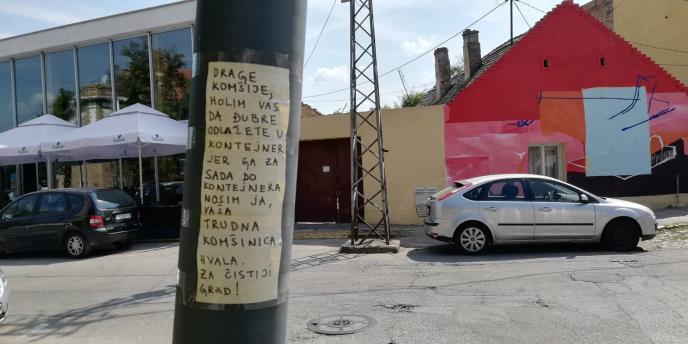 DRAGE
KOMŠIJE,
HOLIM VAS
DA ĐUBRE
ODLAŽETE U
KONTEJNER
JER GA ZA
SADA DO
KONTEJNERA
NOSIM JA,
VAŠA
TRUDNA
KOMŠINICA.
HVALA.
ZA ČISTIJI
GRAD!